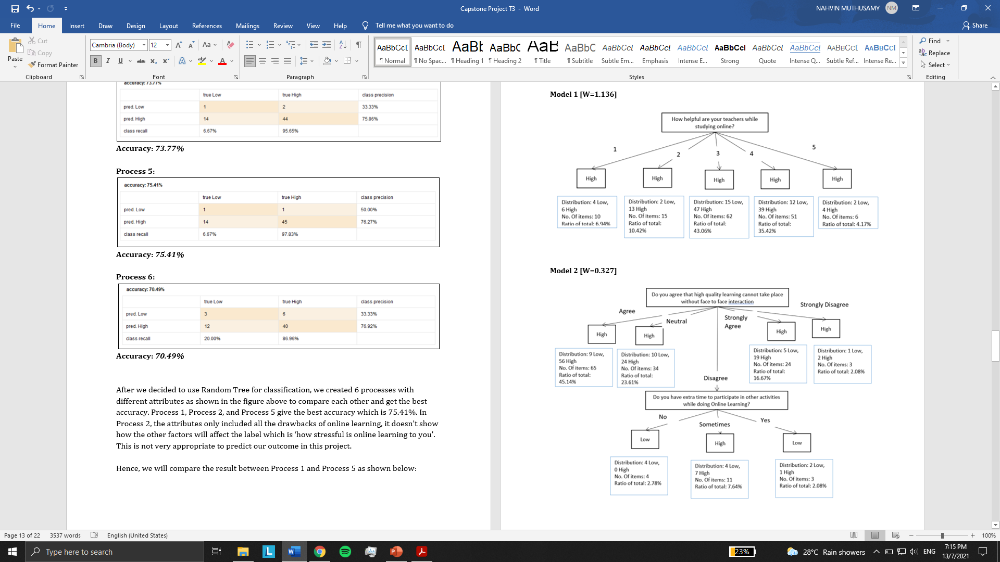 Capstone Project T3 - Word
NAHVIN MUTHUSAMY
NM
File Home Insert Draw Design Layout References Mailings Review View Help Tell me what you want to do
Share
Paste
Cut
Copy
Format Painter
Clipboard
Cambria (Body) 12
Font
Paragraph
AaBbCcD AaBbCcD AaBb AaBbC AaB AaBbC AaBbCcL AaBbCcL AaBbCcL AaBbCcl AaBbCcL AaBbCcL AABBCCD AABBCCD
¶ Normal ¶ No Spac... ¶ Heading 1 ¶ Heading 2 ¶ Title ¶ Subtitle Subtle Em... Emphasis Intense E... Strong Quote Intense Q... Subtle Ref... Intense Re...
Styles
Find
Replace
Select
Editing
accuracy: 73.77%
true Low true High class precision
pred. Low 1 2 33.33%
pred. High 14 44 75.86%
class recall 6.67% 95.65%
Accuracy: 73.77%
Process 5:
accuracy: 75.41%
true Low true High class precision
pred. Low 1 1 50.00%
pred. High 14 45 76.27%
class recall 6.67% 97.83%
Accuracy: 75.41%
Process 6:
accuracy: 70.49%
true Low true High class precision
pred. Low 3 6 33.33%
pred. High 12 40 76.92%
class recall 20.00% 86.96%
Accuracy: 70.49%
After we decided to use Random Tree for classification, we created 6 processes with
different attributes as shown in the figure above to compare each other and get the best
accuracy. Process 1, Process 2, and Process 5 give the best accuracy which is 75.41%. In
Process 2, the attributes only included all the drawbacks of online learning, it doesn't show
how the other factors will affect the label which is 'how stressful is online learning to you'.
This is not very appropriate to predict our outcome in this project.
Hence, we will compare the result between Process 1 and Process 5 as shown below:
Model 1 [W=1.136]
How helpful are your teachers while
studying online?
1 2 3 4 5
High High High High High
Distribution: 4 Low,
6 High
No. Of items: 10
Ratio of total: 6.94%
Distribution: 2 Low,
13 High
No. Of items: 15
Ratio of total:
10.42%
Distribution: 15 Low,
47 High
No. Of items: 62
Ratio of total:
43.06%
Distribution: 12 Low,
39 High
No. Of items: 51
Ratio of total:
35.42%
Distribution: 2 Low,
4 High
No. Of items: 6
Ratio of total: 4.17%
Model 2 [W=0.327]
Do you agree that high quality learning cannot take place
without face to face interaction
Agree
Neutral
Strongly
Agree
Strongly Disagree
High High High High
Distribution: 9 Low,
56 High
No. Of items: 65
Ratio of total:
45.14%
Distribution: 10 Low,
24 High
No. Of items: 34
Ratio of total:
23.61%
Distribution: 5 Low,
19 High
No. Of items: 24
Ratio of total:
16.67%
Distribution: 1 Low,
2 High
No. Of items: 3
Ratio of total: 2.08%
Disagree
Do you have extra time to participate in other activities
while doing Online Learning?
No Sometimes Yes
Low High Low
Distribution: 4 Low,
0 High
No. Of items: 4
Ratio of total: 2.78%
Distribution: 4 Low,
7 High
No. Of items: 11
Ratio of total: 7.64%
Distribution: 2 Low,
1 High
No. Of items: 3
Ratio of total: 2.08%
Page 13 of 22 3537 words English (United States)
100%
Type here to search
23%
28°C Rain showers
ENG
7:15 PM
13/7/2021